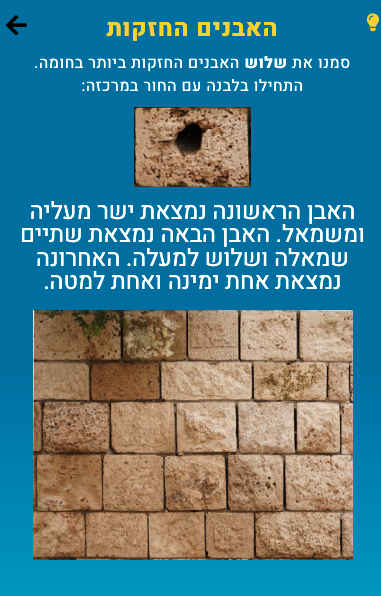 האבנים החזקות
סמנו את שלוש האבנים החזקות ביותר בחומה.
התחילו בלבנה עם החור במרכזה:
האבן הראשונה נמצאת ישר מעליה
ומשמאל. האבן הבאה נמצאת שתיים
שמאלה ושלוש למעלה. האחרונה
נמצאת אחת ימינה ואחת למטה.